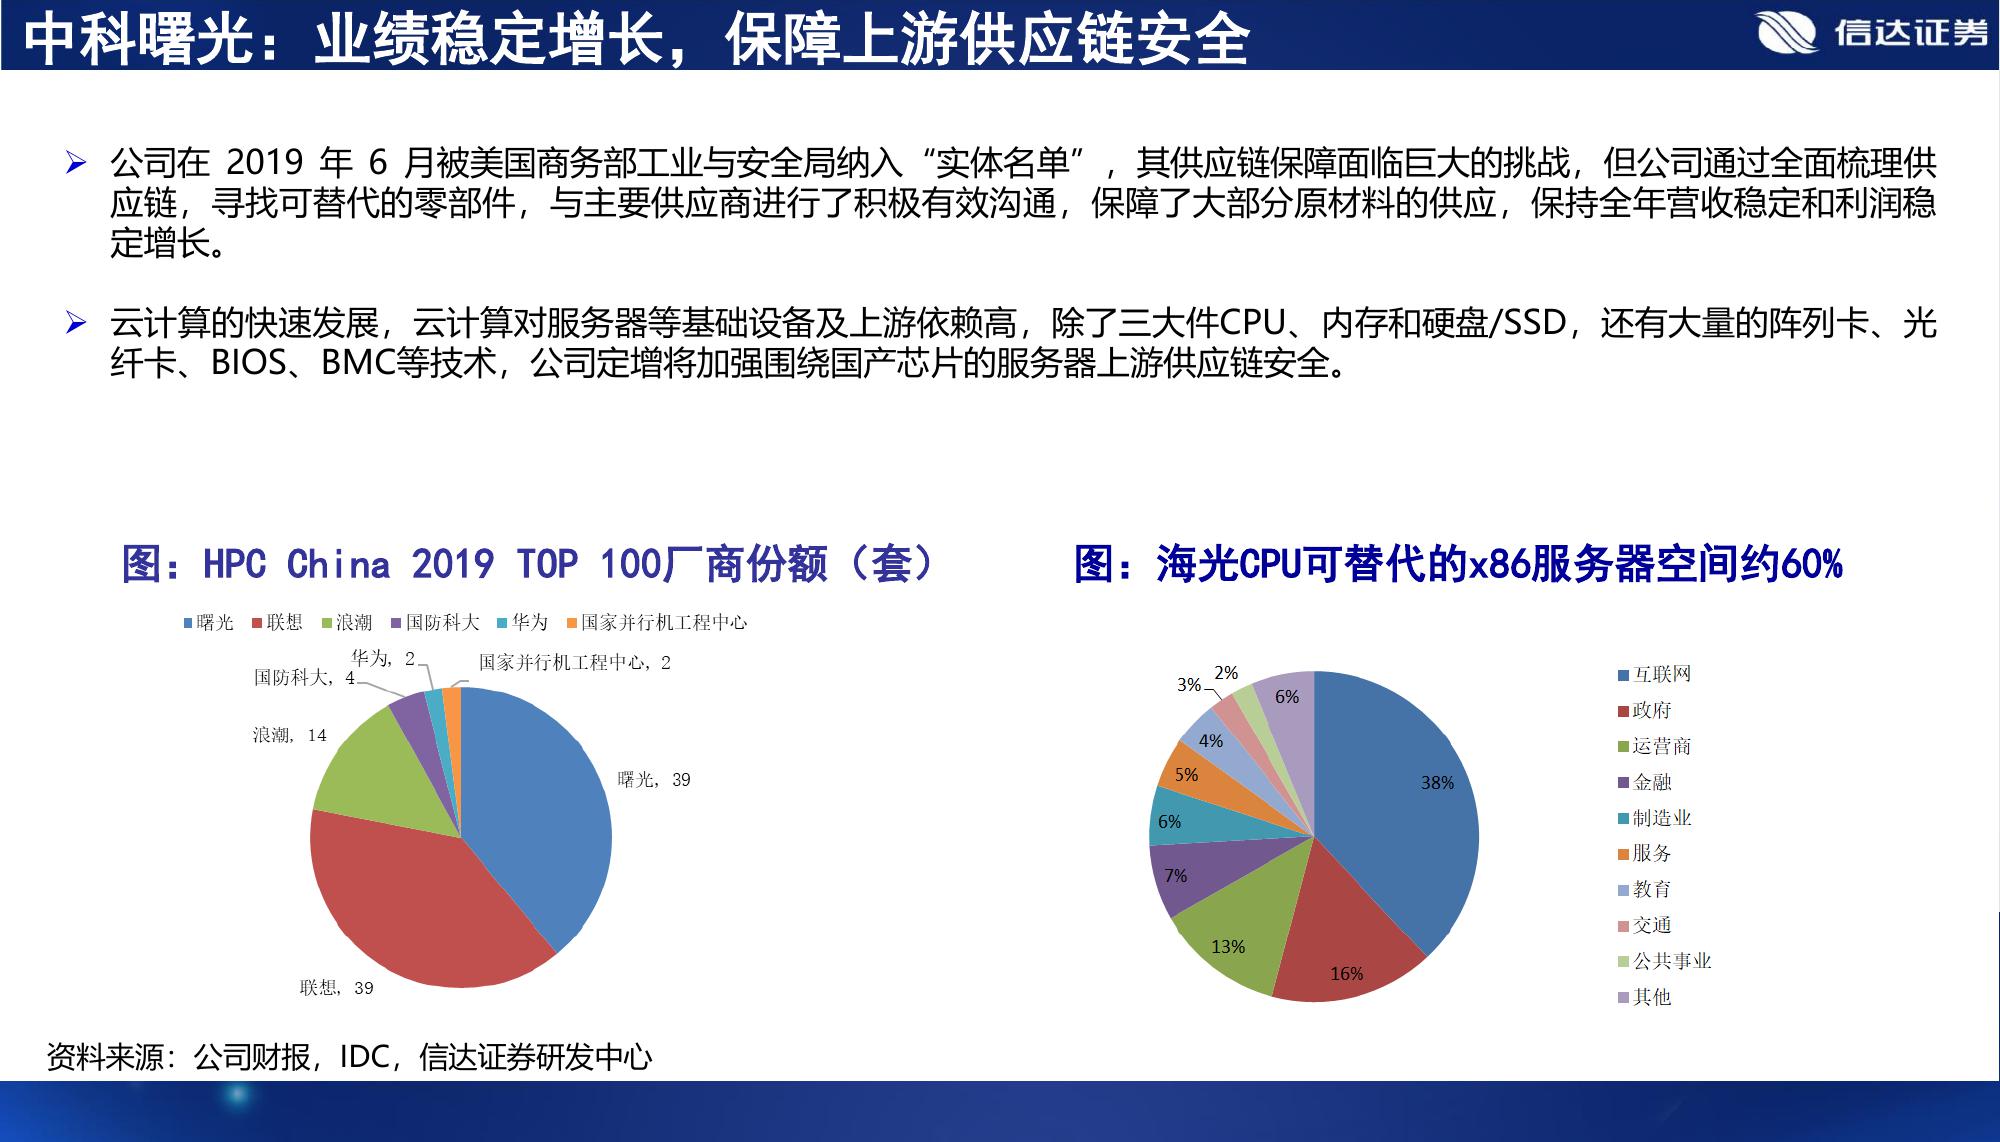 中科曙光：业绩稳定增长，保障上游供应链安全
信达证券
公司在 2019 年 6 月被美国商务部工业与安全局纳入“实体名单”，其供应链保障面临巨大的挑战，但公司通过全面梳理供
应链，寻找可替代的零部件，与主要供应商进行了积极有效沟通，保障了大部分原材料的供应，保持全年营收稳定和利润稳
定增长。
云计算的快速发展，云计算对服务器等基础设备及上游依赖高，除了三大件CPU、内存和硬盘/SSD，还有大量的阵列卡、光
纤卡、BIOS、BMC等技术，公司定增将加强围绕国产芯片的服务器上游供应链安全。
图：HPC China 2019 TOP 100厂商份额（套）
曙光 联想 浪潮 国防科大 华为 国家并行机工程中心
华为, 2
国家并行机工程中心, 2
国防科大, 4
浪潮, 14
曙光, 39
联想, 39
图：海光CPU可替代的x86服务器空间约60%
2%
3%
6%
4%
5%
38%
6%
7%
13%
16%
互联网
政府
运营商
金融
制造业
服务
教育
交通
公共事业
其他
资料来源：公司财报，IDC，信达证券研发中心